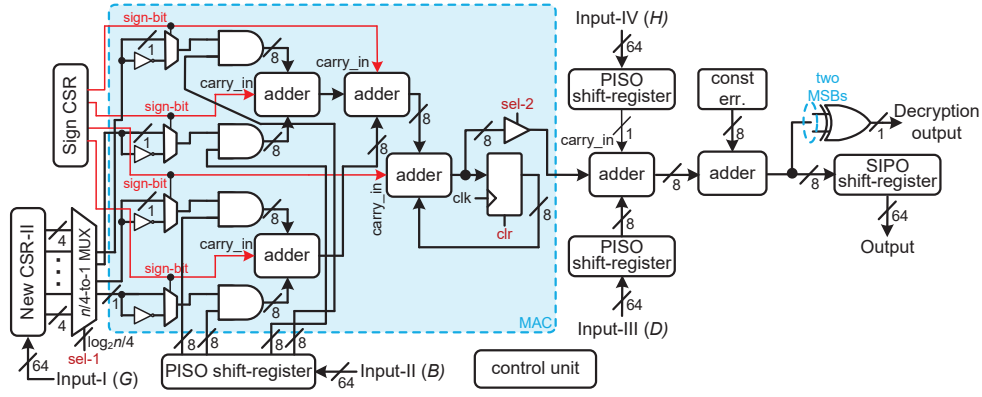 sign-bit
1
8
carry_in
carry_in
adder
adder
sign-bit
1
8
8
Sign CSR
sign-bit
1
8
carry_in
adder
carry_in
adder
sign-bit
1
8
8
sel-2
clk
clr
8
MAC
New CSR-II
4
4
n/4-to-1 MUX
log2n/4
sel-1
64
Input-I (G)
8
8
8
8
PISO shift-register
64
Input-II (B)
control unit
Input-IV (H)
64
PISO
shift-register
1
carry_in
adder
8
8
PISO
shift-register
64
Input-III (D)
const
err.
8
adder
8
two
MSBs
1
Decryption
output
SIPO
shift-register
64
Output